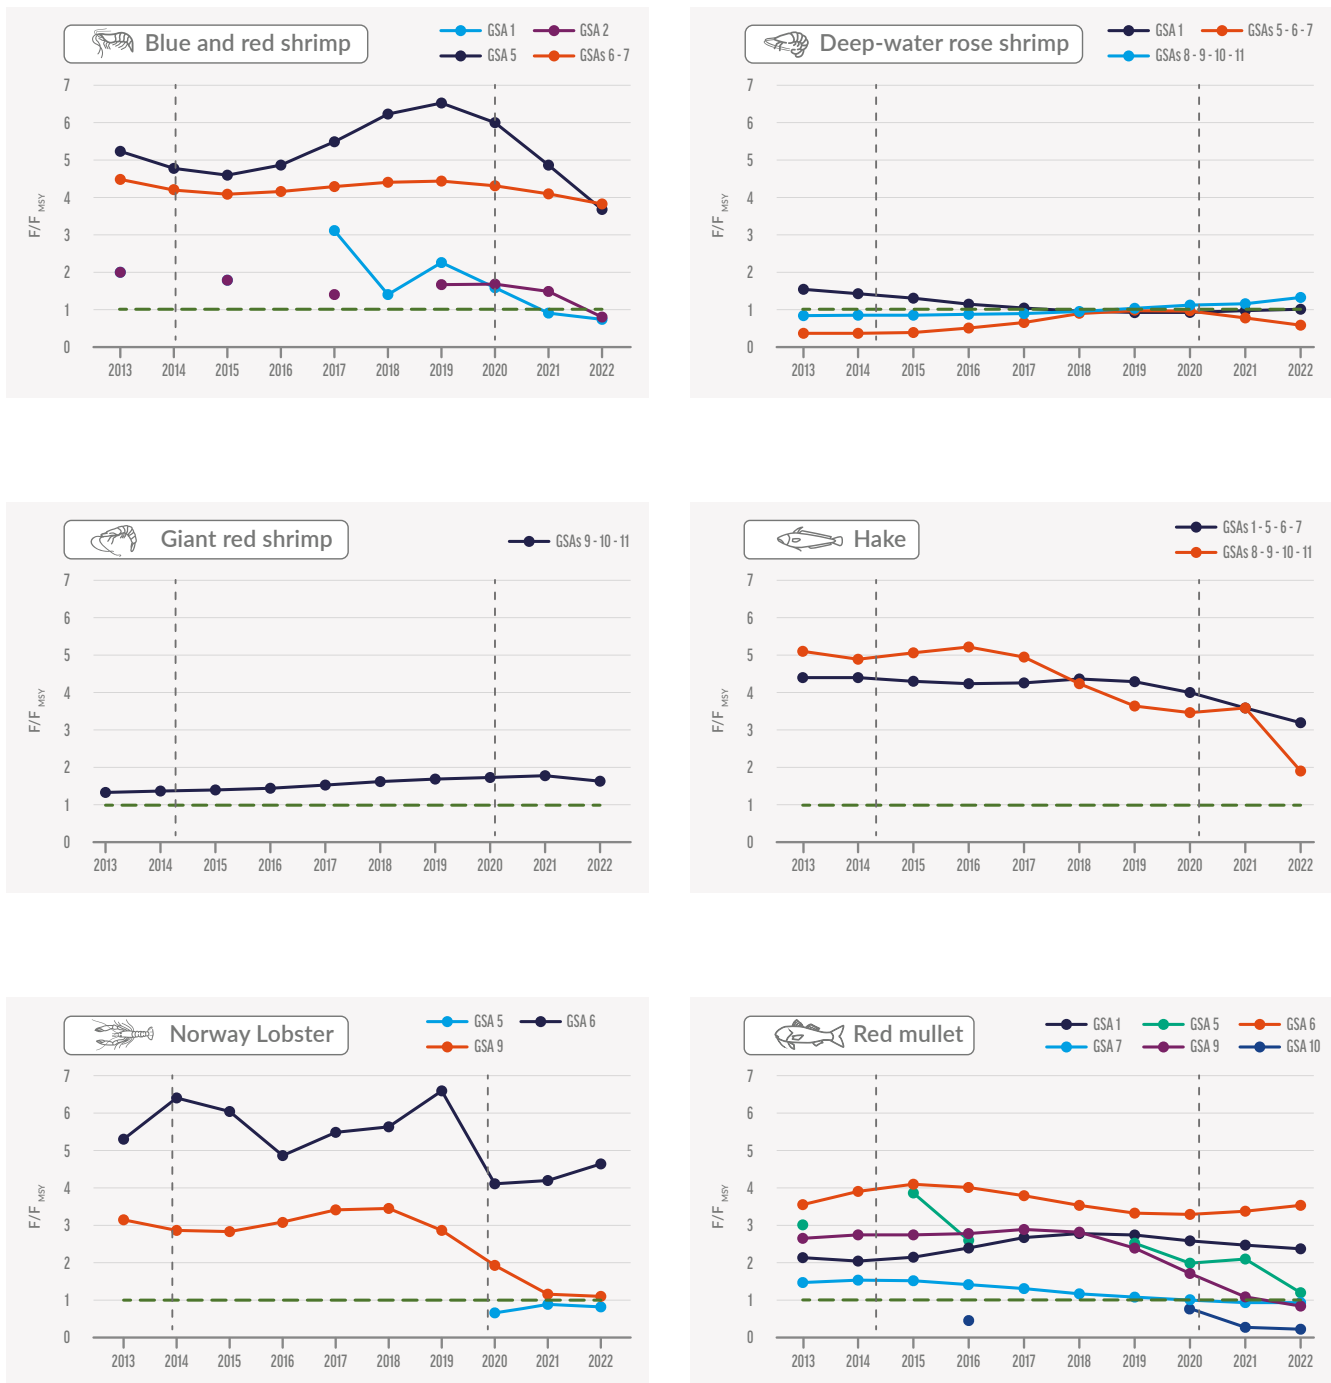 Blue and red shrimp
GSA 1 GSA 2
GSA 5 GSAs 6 - 7
7
6
5
4
3
2
1
0
F/F MSY
2013 2014 2015 2016 2017 2018 2019 2020 2021 2022
Deep-water rose shrimp
GSA 1 GSAs 5 - 6 - 7
GSAs 8 - 9 - 10 - 11
7
6
5
4
3
2
1
0
F/F MSY
2013 2014 2015 2016 2017 2018 2019 2020 2021 2022
Giant red shrimp
GSAs 9 - 10 - 11
7
6
5
4
3
2
1
0
F/F MSY
2013 2014 2015 2016 2017 2018 2019 2020 2021 2022
Hake
GSAs 1 - 5 - 6 - 7
GSAs 8 - 9 - 10 - 11
7
6
5
4
3
2
1
0
F/F MSY
2013 2014 2015 2016 2017 2018 2019 2020 2021 2022
Norway Lobster
GSA 5 GSA 6
GSA 9
7
6
5
4
3
2
1
0
F/F MSY
2013 2014 2015 2016 2017 2018 2019 2020 2021 2022
Red mullet
GSA 1 GSA 5 GSA 6
GSA 7 GSA 9 GSA 10
7
6
5
4
3
2
1
0
F/F MSY
2013 2014 2015 2016 2017 2018 2019 2020 2021 2022